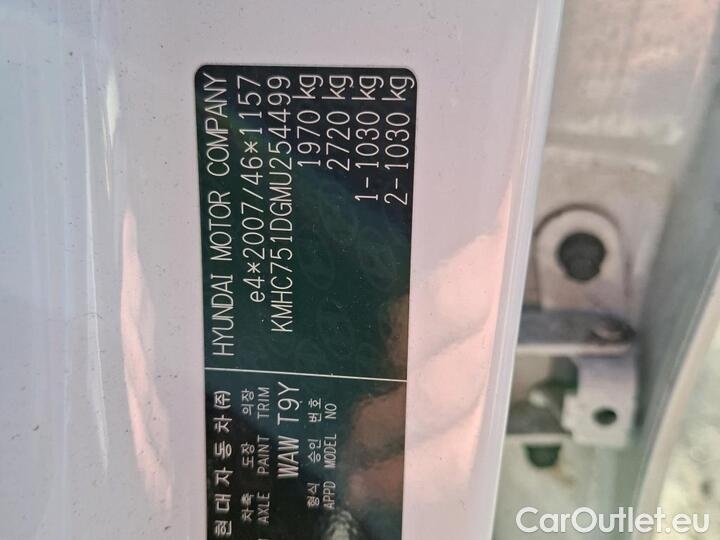 현대자동차(주) HYUNDAI MOTOR COMPANY
e4*2007/46*1157
KMHC751DGMU254499
1970 kg
2720 kg
1-1030 kg
2-1030 kg
차축 도장 의장
AXLE PAINT TRIM
WAW T9Y
형식 승인 번호
APPD MODEL NO
CarOutlet.eu